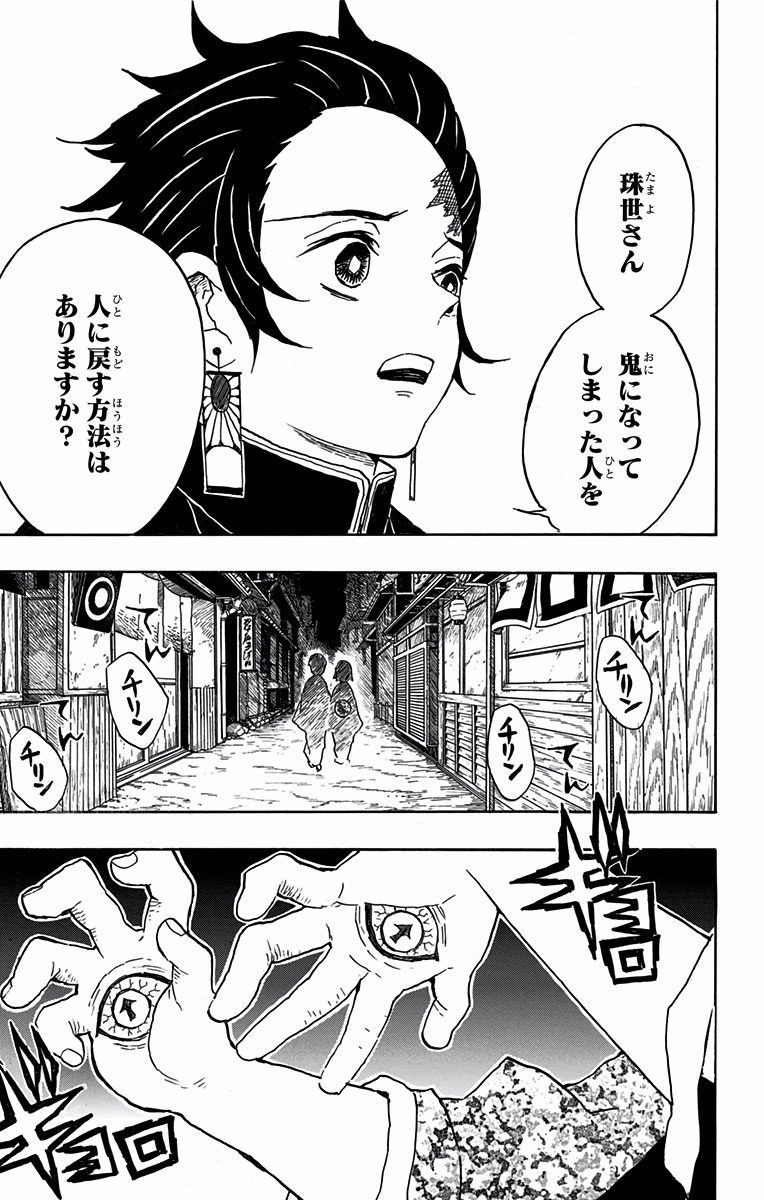 珠世さん
鬼になって
しまった人を
人に戻す方法は
ありますか？
てん
チリン
てん
チリン
てん
チリン
てん
チリン
ギョロ
ギョロ